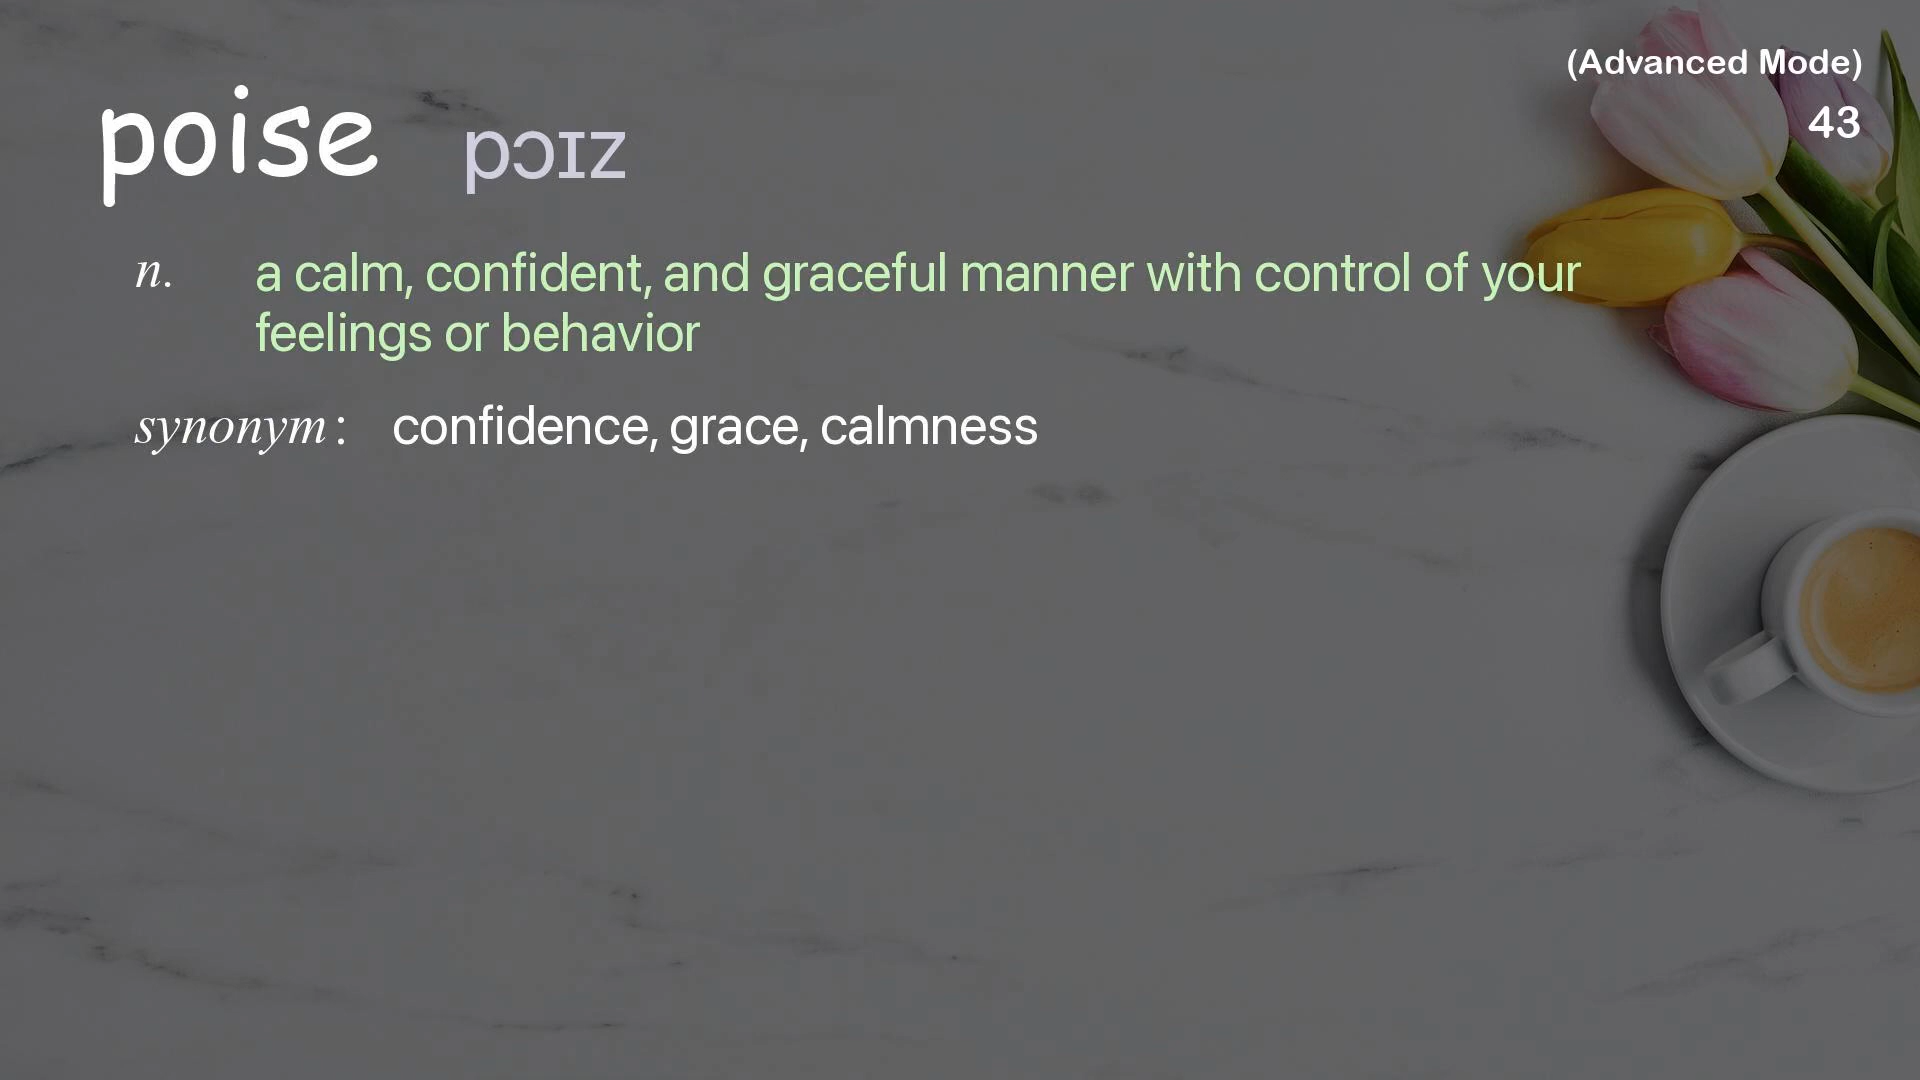 (Advanced Mode)
43
poise pɔɪz
n. a calm, confident, and graceful manner with control of your
feelings or behavior
synonym: confidence, grace, calmness